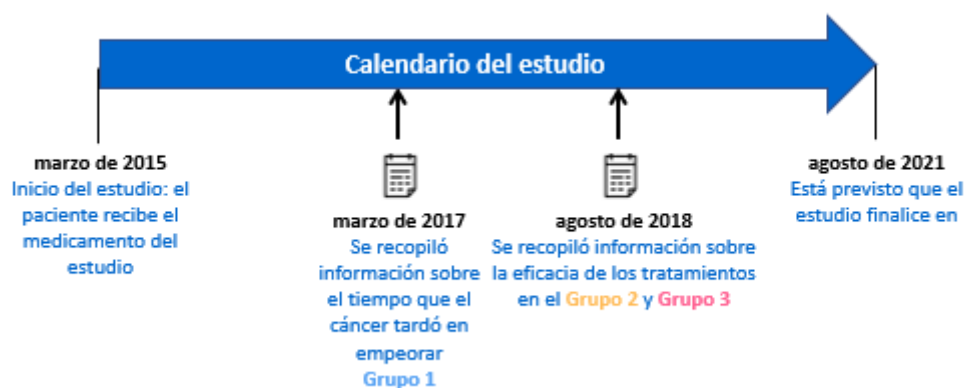 Calendario del estudio
marzo de 2015
Inicio del estudio: el
paciente recibe el
medicamento del
estudio
marzo de 2017
Se recopiló
información sobre
el tiempo que el
cáncer tardó en
empeorar
Grupo 1
agosto de 2018
Se recopiló información sobre
la eficacia de los tratamientos
en el Grupo 2 y Grupo 3
agosto de 2021
Está previsto que el
estudio finalice en